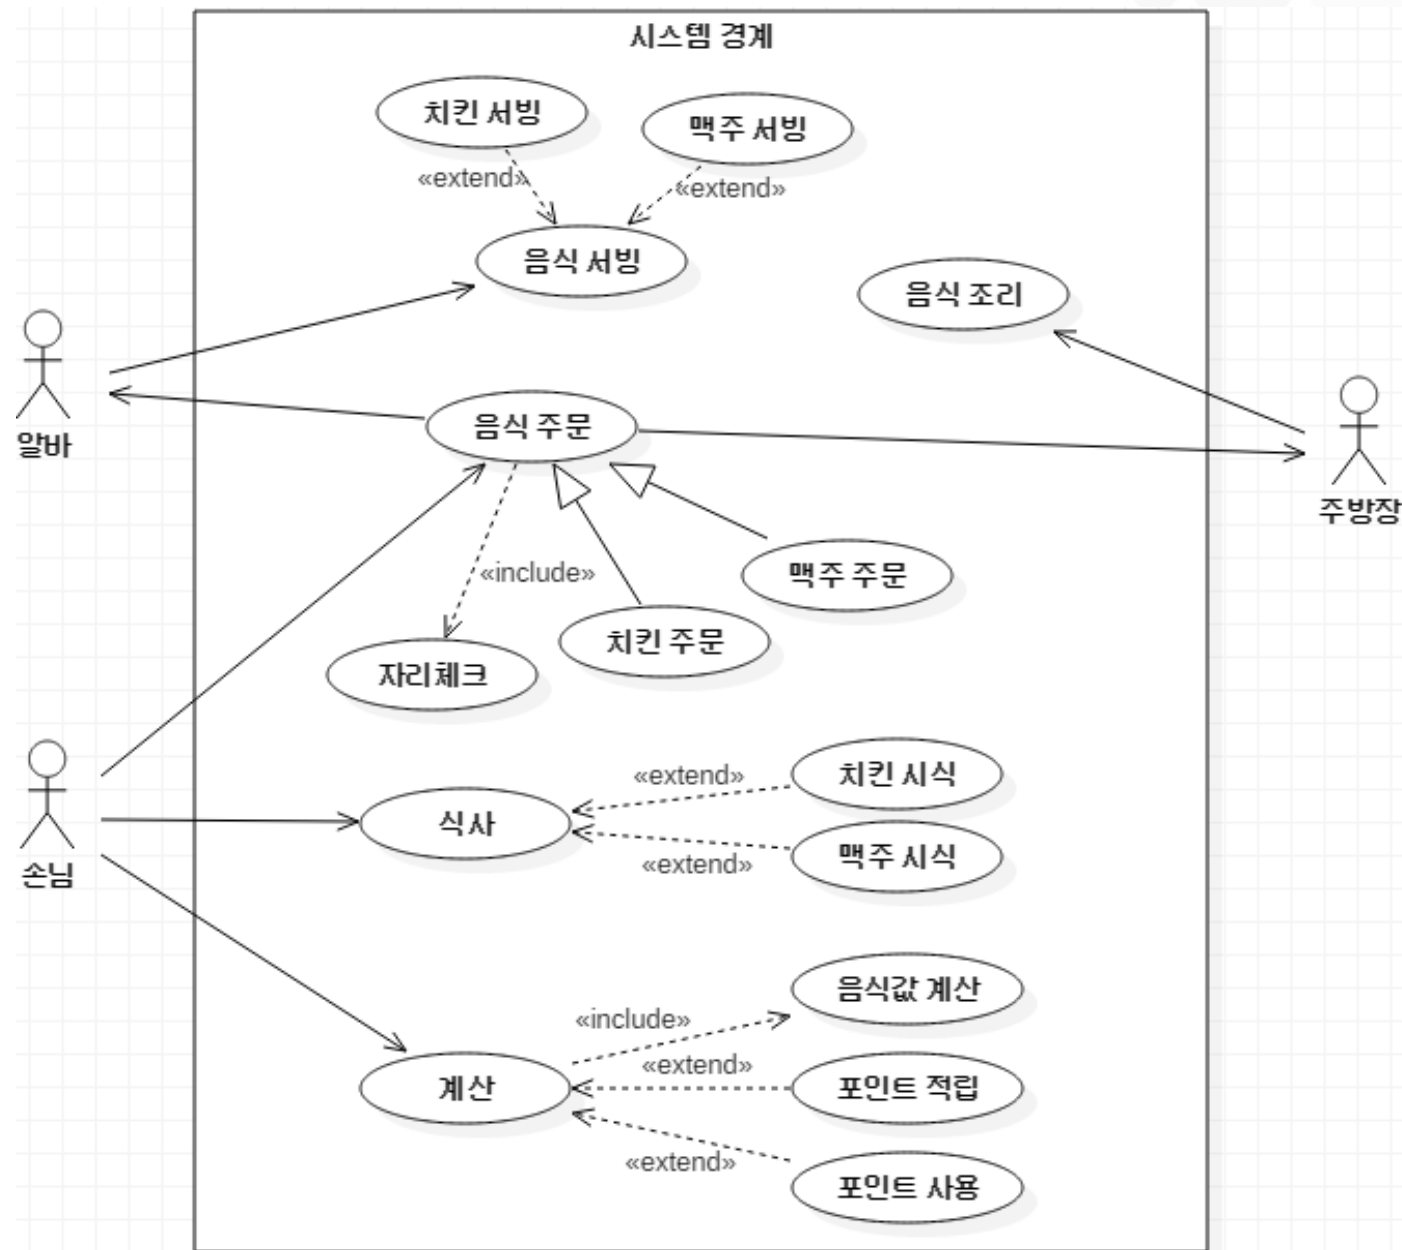 시스템 경계
치킨 서빙
맥주 서빙
«extend»
«extend»
음식 서빙
음식 조리
알바
음식 주문
주방장
«include»
맥주 주문
치킨 주문
자리체크
손님
식사
«extend»
치킨 시식
«extend»
맥주 시식
계산
«include»
음식값 계산
«extend»
포인트 적립
«extend»
포인트 사용